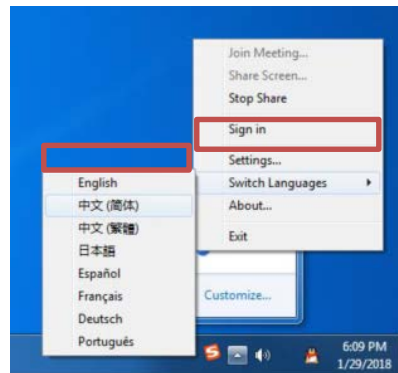 Join Meeting...
Share Screen...
Stop Share
Sign in
Settings...
Switch Languages
About...
Exit
English
中文 (简体)
中文 (繁體)
日本語
Español
Français
Deutsch
Português
Customize...
6:09 PM
1/29/2018